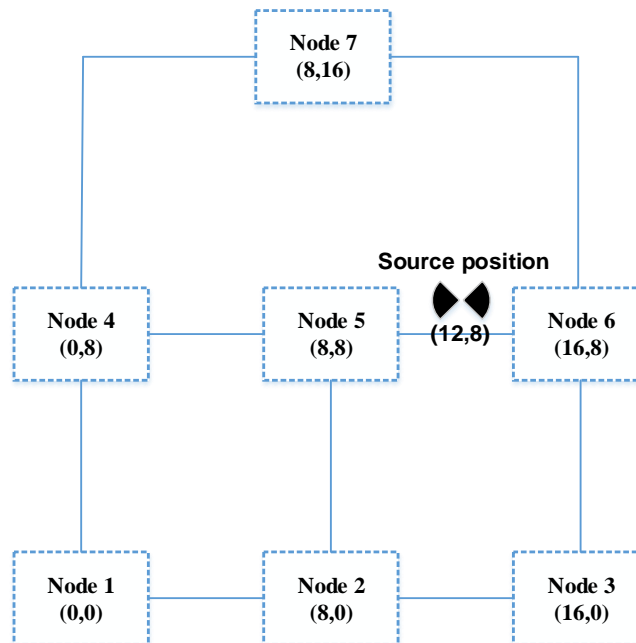 Node 7
(8,16)
Source position
Node 4
(0,8)
Node 5
(8,8)
(12,8)
Node 6
(16,8)
Node 1
(0,0)
Node 2
(8,0)
Node 3
(16,0)